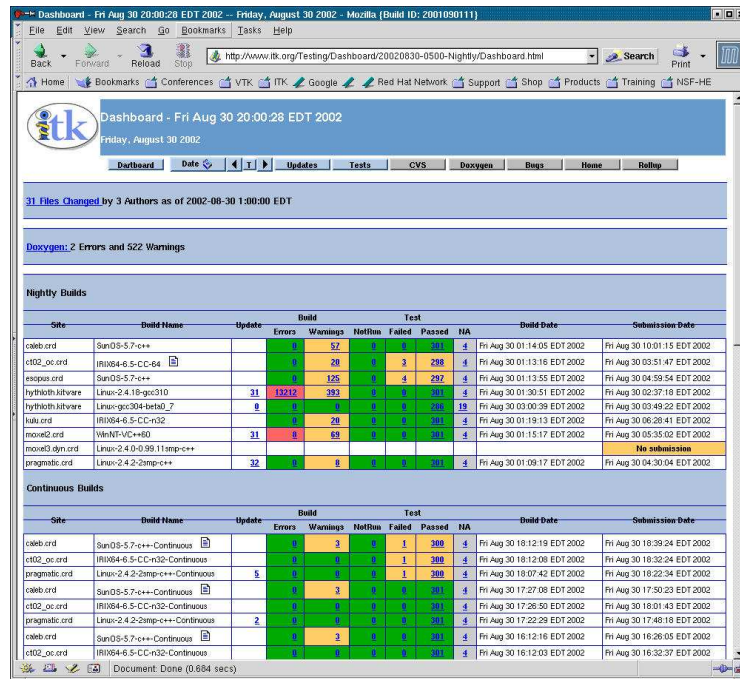 Dashboard - Fri Aug 30 20:00:28 EDT 2002 -- Friday, August 30 2002 - Mozilla {Build ID: 2001090111}
File Edit View Search Go Bookmarks Tasks Help
Back Forward Reload Stop http://www.itk.org/Testing/Dashboard/20020830-0500-Nightly/Dashboard.html Search Print
Home Bookmarks Conferences VTK ITK Google Red Hat Network Support Shop Products Training NSF-HE
itk
Dashboard - Fri Aug 30 20:00:28 EDT 2002
Friday, August 30 2002
Dartboard Date T Updates Tests CVS Doxygen Bugs Home Rollup
31 Files Changed by 3 Authors as of 2002-08-30 1:00:00 EDT
Doxygen: 2 Errors and 522 Warnings
Nightly Builds
Site Build Name Update Build Test Build Date Submission Date
Errors Warnings NotRun Failed Passed NA
caleb.crd SunOS-5.7-c++ 0 57 0 0 301 4 Fri Aug 30 01:14:05 EDT 2002 Fri Aug 30 10:01:15 EDT 2002
ct02_oc.crd IRIX64-6.5-CC-64 0 20 0 3 298 4 Fri Aug 30 01:13:16 EDT 2002 Fri Aug 30 03:51:47 EDT 2002
esopus.crd SunOS-5.7-c++ 0 125 0 4 297 4 Fri Aug 30 01:13:55 EDT 2002 Fri Aug 30 04:59:54 EDT 2002
hythloth.kitware Linux-2.4.18-gcc310 31 13212 393 0 0 301 4 Fri Aug 30 01:30:51 EDT 2002 Fri Aug 30 02:37:18 EDT 2002
hythloth.kitware Linux-gcc304-beta0_7 0 0 0 0 0 286 19 Fri Aug 30 03:00:39 EDT 2002 Fri Aug 30 03:49:22 EDT 2002
kulu.crd IRIX64-6.5-CC-n32 0 20 0 0 301 4 Fri Aug 30 01:19:13 EDT 2002 Fri Aug 30 06:28:41 EDT 2002
moxel2.crd WinNT-VC++60 31 8 69 0 0 301 4 Fri Aug 30 01:15:17 EDT 2002 Fri Aug 30 05:35:02 EDT 2002
moxel3.dyn.crd Linux-2.4.0-0.99.11smp-c++ No submission
pragmatic.crd Linux-2.4.2-2smp-c++ 32 0 8 0 0 301 4 Fri Aug 30 01:09:17 EDT 2002 Fri Aug 30 04:30:04 EDT 2002
Continuous Builds
Site Build Name Update Build Test Build Date Submission Date
Errors Warnings NotRun Failed Passed NA
caleb.crd SunOS-5.7-c++-Continuous 0 3 0 1 300 4 Fri Aug 30 18:12:19 EDT 2002 Fri Aug 30 18:39:24 EDT 2002
ct02_oc.crd IRIX64-6.5-CC-n32-Continuous 0 0 0 1 300 4 Fri Aug 30 18:12:08 EDT 2002 Fri Aug 30 18:32:24 EDT 2002
pragmatic.crd Linux-2.4.2-2smp-c++-Continuous 5 0 0 0 1 300 4 Fri Aug 30 18:07:42 EDT 2002 Fri Aug 30 18:22:34 EDT 2002
caleb.crd SunOS-5.7-c++-Continuous 0 3 0 0 301 4 Fri Aug 30 17:27:08 EDT 2002 Fri Aug 30 17:50:23 EDT 2002
ct02_oc.crd IRIX64-6.5-CC-n32-Continuous 0 0 0 0 301 4 Fri Aug 30 17:26:50 EDT 2002 Fri Aug 30 18:01:43 EDT 2002
pragmatic.crd Linux-2.4.2-2smp-c++-Continuous 2 0 0 0 0 301 4 Fri Aug 30 17:22:29 EDT 2002 Fri Aug 30 17:48:18 EDT 2002
caleb.crd SunOS-5.7-c++-Continuous 0 3 0 0 301 4 Fri Aug 30 16:12:16 EDT 2002 Fri Aug 30 16:26:05 EDT 2002
ct02_oc.crd IRIX64-6.5-CC-n32-Continuous 0 0 0 0 301 4 Fri Aug 30 16:12:03 EDT 2002 Fri Aug 30 16:32:37 EDT 2002
Document: Done (0.684 secs)